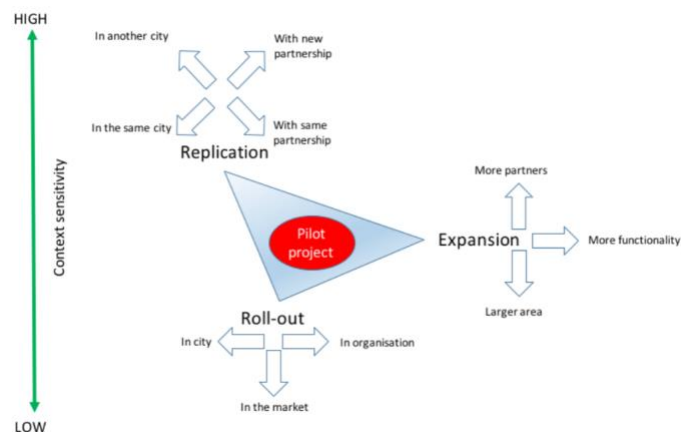 HIGH
In another city
With new
partnership
In the same city
With same
partnership
Replication
Context sensitivity
More partners
Pilot
project
Expansion
More functionality
Larger area
Roll-out
In city
In organisation
In the market
LOW